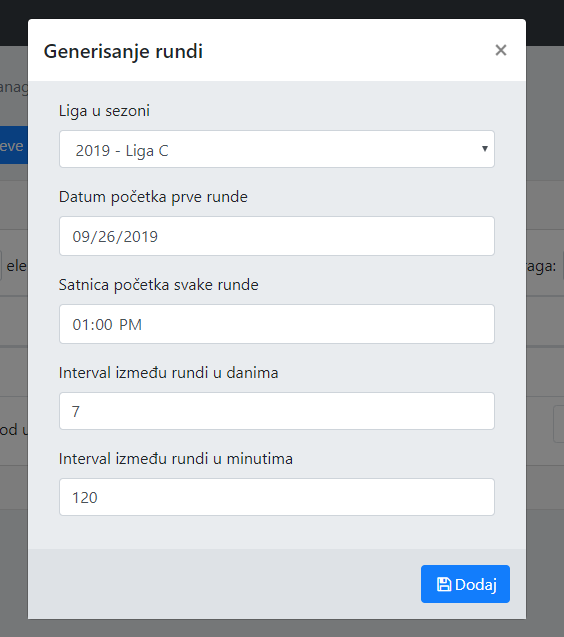 Generisanje rundi ×
anag
eve
Liga u sezoni
2019 - Liga C
Datum početka prve runde
09/26/2019
ele
raga:
Satnica početka svake runde
01:00 PM
Interval između rundi u danima
7
od u
Interval između rundi u minutima
120
Dodaj